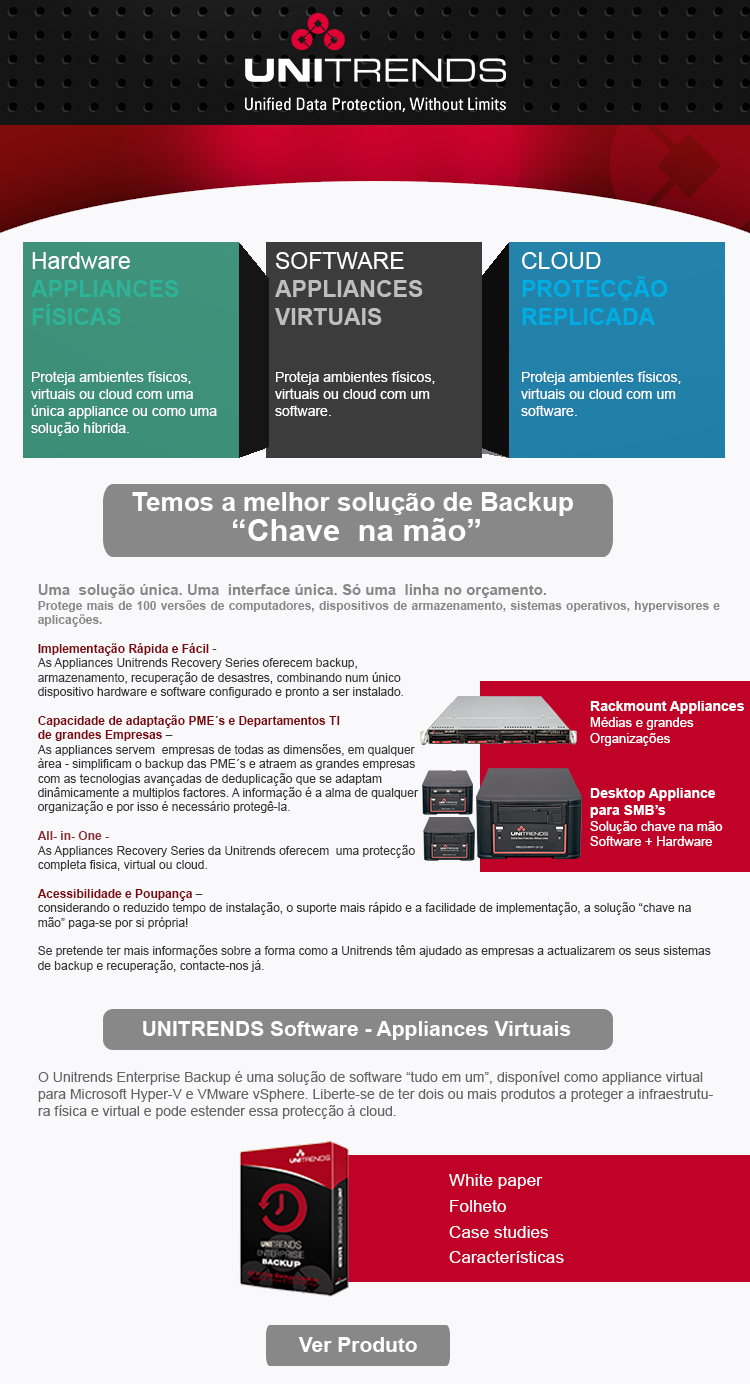 UNITRENDS
Unified Data Protection, Without Limits
Hardware
APPLIANCES
FÍSICAS
Proteja ambientes físicos,
virtuais ou cloud com uma
única appliance ou como uma
solução híbrida.
SOFTWARE
APPLIANCES
VIRTUAIS
Proteja ambientes físicos,
virtuais ou cloud com um
software.
CLOUD
PROTECÇÃO
REPLICADA
Proteja ambientes físicos,
virtuais ou cloud com um
software.
Temos a melhor solução de Backup
“Chave na mão”
Uma solução única. Uma interface única. Só uma linha no orçamento.
Protege mais de 100 versões de computadores, dispositivos de armazenamento, sistemas operativos, hypervisores e
aplicações.
Implementação Rápida e Fácil -
As Appliances Unitrends Recovery Series oferecem backup,
armazenamento, recuperação de desastres, combinando num único
dispositivo hardware e software configurado e pronto a ser instalado.
Capacidade de adaptação PME´s e Departamentos TI
de grandes Empresas –
As appliances servem empresas de todas as dimensões, em qualquer
àrea - simplificam o backup das PME´s e atraem as grandes empresas
com as tecnologias avançadas de deduplicação que se adaptam
dinâmicamente a multiplos factores. A informação é a alma de qualquer
organização e por isso é necessário protegê-la.
All- in- One -
As Appliances Recovery Series da Unitrends oferecem uma protecção
completa fisica, virtual ou cloud.
Rackmount Appliances
Médias e grandes
Organizações
Desktop Appliance
para SMB’s
Solução chave na mão
Software + Hardware
UNITRENDS
Acessibilidade e Poupança –
considerando o reduzido tempo de instalação, o suporte mais rápido e a facilidade de implementação, a solução “chave na
mão” paga-se por si própria!
Se pretende ter mais informações sobre a forma como a Unitrends têm ajudado as empresas a actualizarem os seus sistemas
de backup e recuperação, contacte-nos já.
UNITRENDS Software - Appliances Virtuais
O Unitrends Enterprise Backup é uma solução de software “tudo em um”, disponível como appliance virtual
para Microsoft Hyper-V e VMware vSphere. Liberte-se de ter dois ou mais produtos a proteger a infraestrutu-
ra física e virtual e pode estender essa protecção à cloud.
UNITRENDS
UNITRENDS
ENTERPRISE
BACKUP
UNITRENDS ENTERPRISE BACKUP
White paper
Folheto
Case studies
Características
Ver Produto